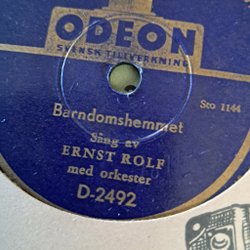 ODEON
SVENSK TILLVERKNING
Sto 1144
Barndomshemmet
Sång av
ERNST ROLF
med orkester
D-2492